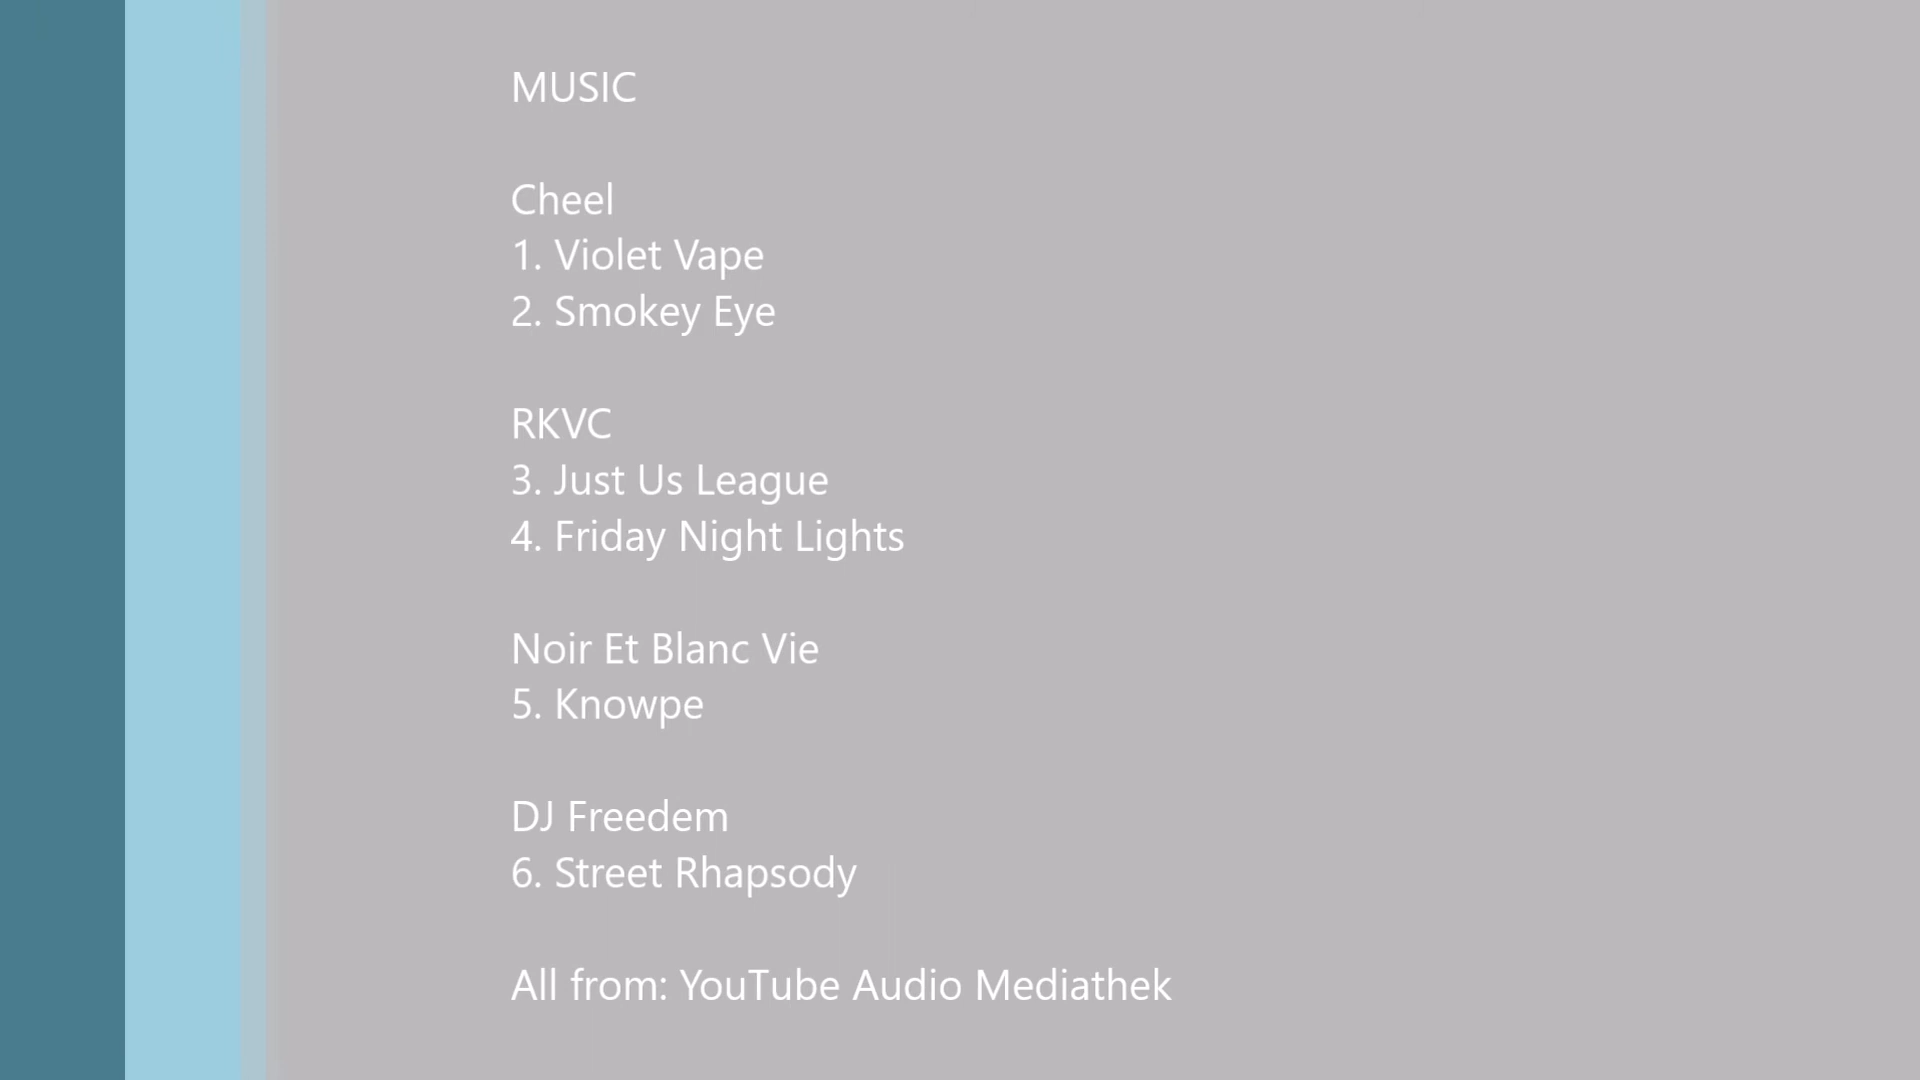 MUSIC
Cheel
1. Violet Vape
2. Smokey Eye
RKVC
3. Just Us League
4. Friday Night Lights
Noir Et Blanc Vie
5. Knowpe
DJ Freedem
6. Street Rhapsody
All from: YouTube Audio Mediathek